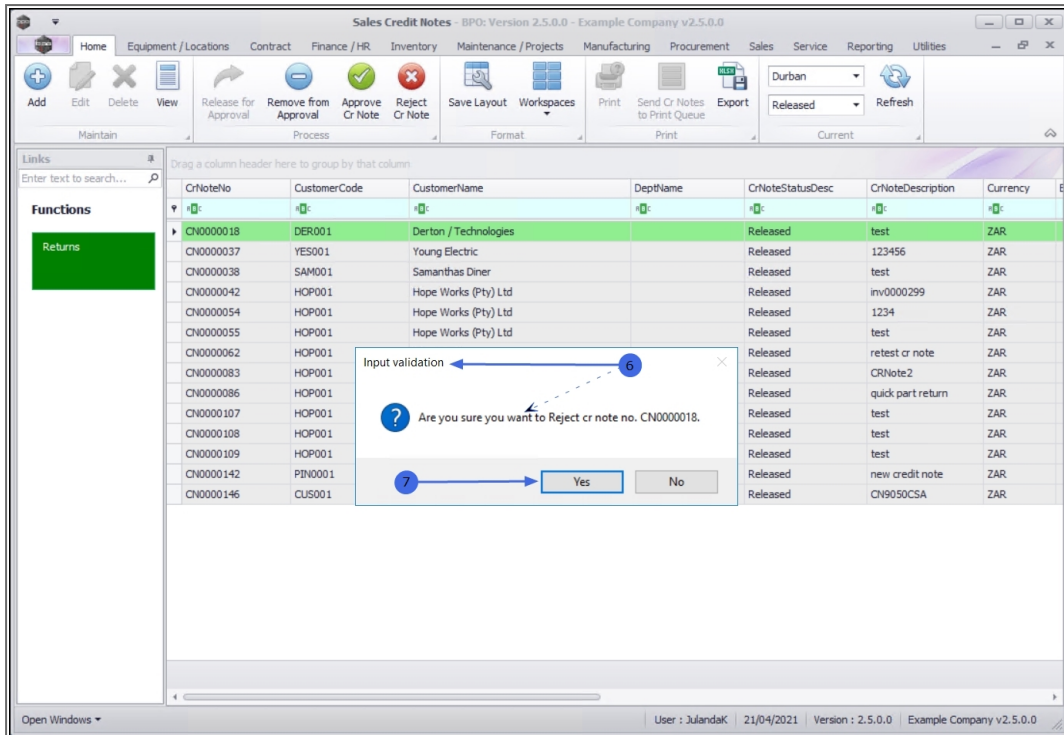 Sales Credit Notes - BPO: Version 2.5.0.0 - Example Company v2.5.0.0
Home Equipment / Locations Contract Finance / HR Inventory Maintenance / Projects Manufacturing Procurement Sales Service Reporting Utilities
Add Edit Delete View Release for Approval Remove from Approval Approve Cr Note Reject Cr Note Save Layout Workspaces Print Send Cr Notes to Print Queue Export Durban Released Refresh
Maintain Process Format Print Current
Links
Enter text to search...
Functions
Returns
Drag a column header here to group by that column
CrNoteNo CustomerCode CustomerName DeptName CrNoteStatusDesc CrNoteDescription Currency E
CN0000018 DER001 Derton / Technologies Released test ZAR
CN0000037 YES001 Young Electric Released 123456 ZAR
CN0000038 SAM001 Samanthas Diner Released test ZAR
CN0000042 HOP001 Hope Works (Pty) Ltd Released inv0000299 ZAR
CN0000054 HOP001 Hope Works (Pty) Ltd Released 1234 ZAR
CN0000055 HOP001 Hope Works (Pty) Ltd Released test ZAR
CN0000062 HOP001 Released retest cr note ZAR
CN0000083 HOP001 Released CRNote2 ZAR
CN0000086 HOP001 Released quick part return ZAR
CN0000107 HOP001 Released test ZAR
CN0000108 HOP001 Released test ZAR
CN0000109 HOP001 Released test ZAR
CN0000142 PIN0001 Released new credit note ZAR
CN0000146 CUS001 Released CN9050CSA ZAR
Input validation 6
Are you sure you want to Reject cr note no. CN0000018.
7 Yes No
Open Windows User : JulandaK 21/04/2021 Version : 2.5.0.0 Example Company v2.5.0.0